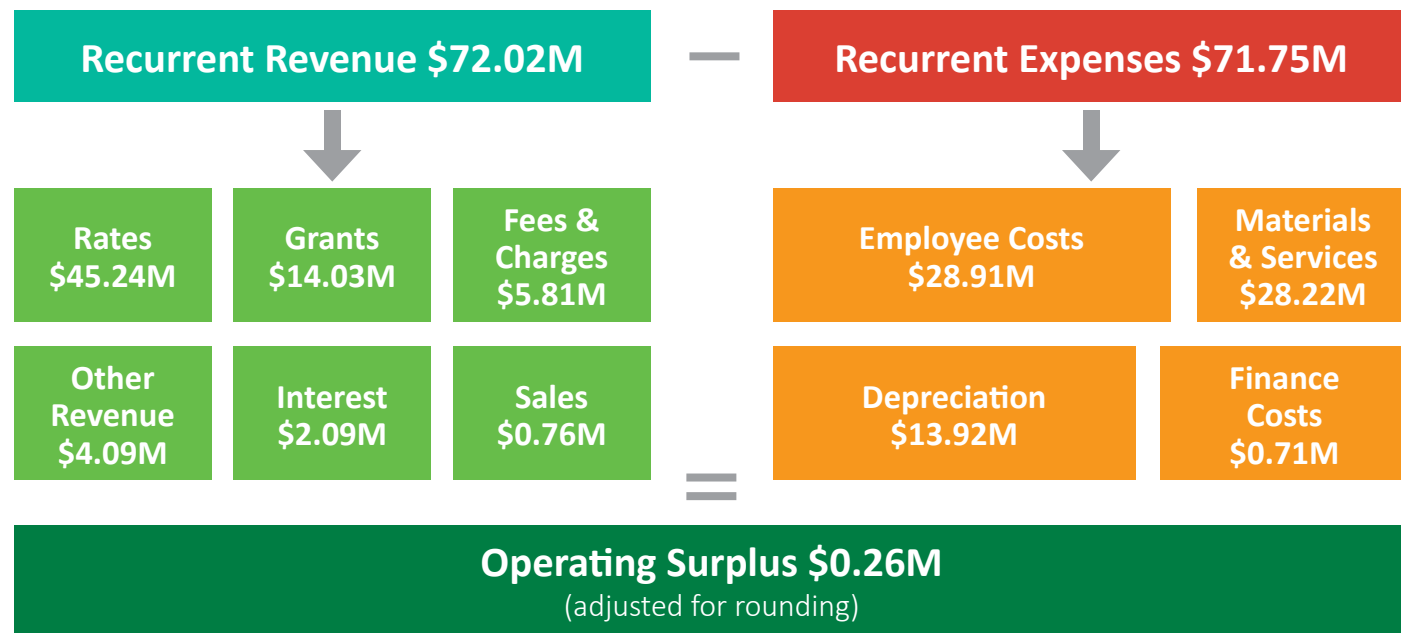 Recurrent Revenue $72.02M
Recurrent Expenses $71.75M
Rates
$45.24M
Grants
$14.03M
Fees &
Charges
$5.81M
Employee Costs
$28.91M
Materials
& Services
$28.22M
Other
Revenue
$4.09M
Interest
$2.09M
Sales
$0.76M
Depreciation
$13.92M
Finance
Costs
$0.71M
Operating Surplus $0.26M
(adjusted for rounding)